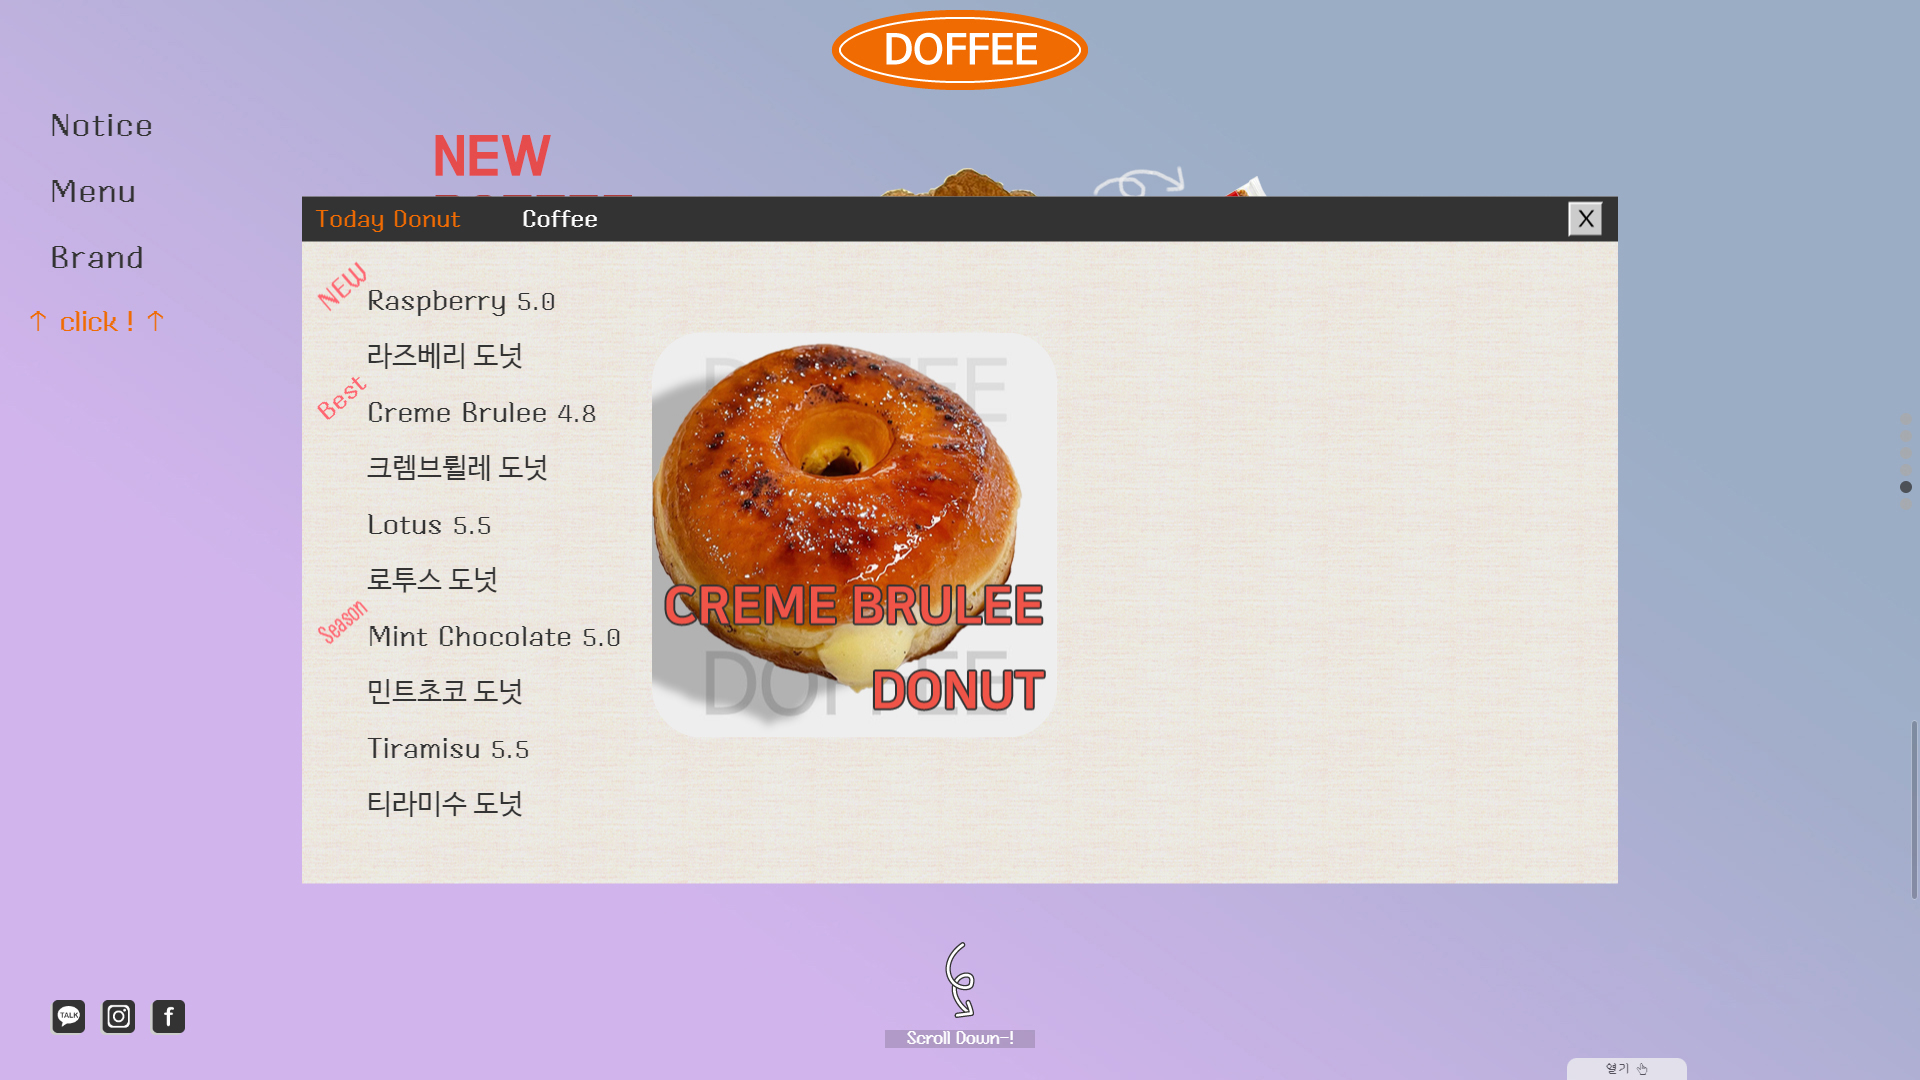 DOFFEE
Notice
Menu
Brand
↑ click ! ↑
NEW
Today Donut
Coffee
X
NEW
Raspberry 5.0
라즈베리 도넛
Best
Creme Brulee 4.8
크렘브륄레 도넛
Lotus 5.5
로투스 도넛
Season
Mint Chocolate 5.0
민트초코 도넛
Tiramisu 5.5
티라미수 도넛
CREME BRULEE
DONUT
DOFFEE
TALK
Scroll Down~!
열기